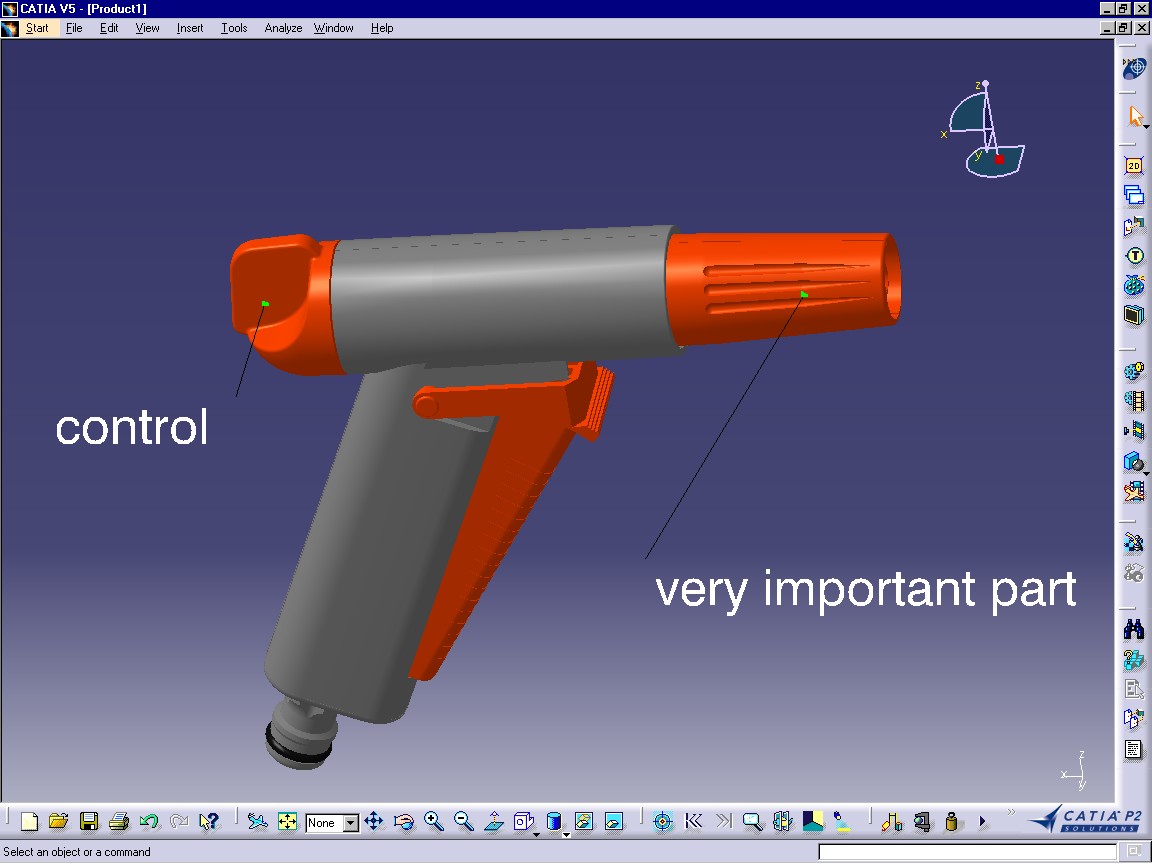 CATIA V5 - [Product1]
Start File Edit View Insert Tools Analyze Window Help
z
x
y
control
very important part
z
x
y
2D
T
None
CATIA P2
SOLUTIONS
Select an object or a command